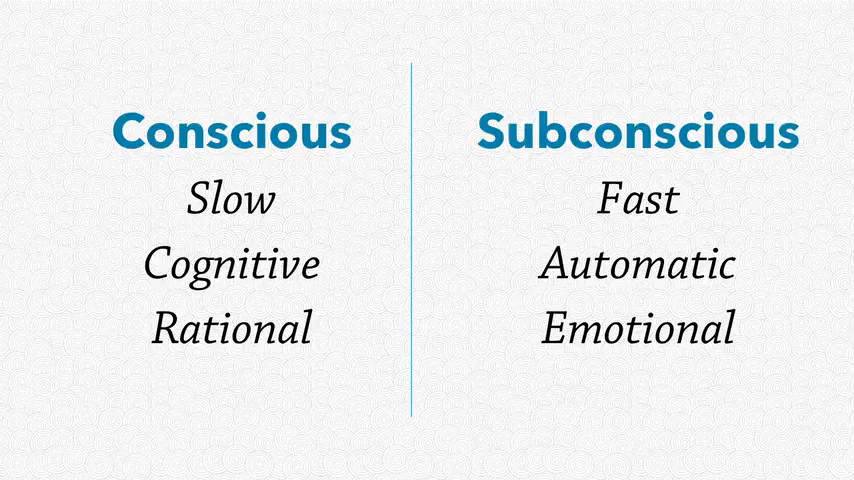 Conscious
Slow
Cognitive
Rational
Subconscious
Fast
Automatic
Emotional